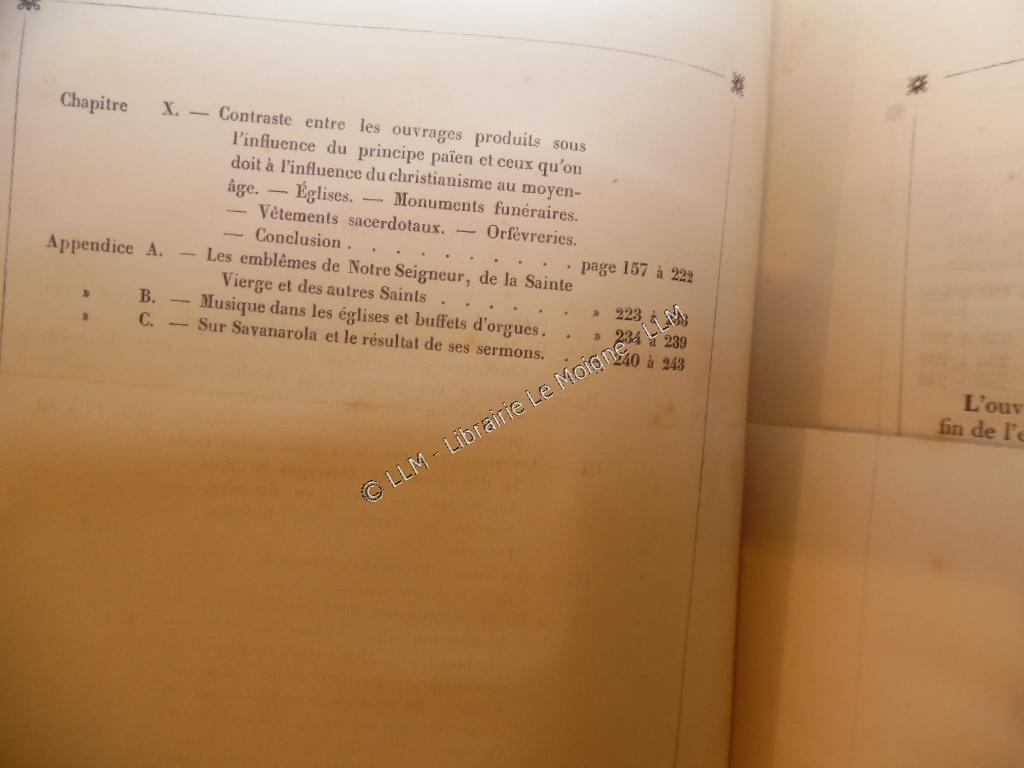 Chapitre X. — Contraste entre les ouvrages produits sous
l'influence du principe païen et ceux qu'on
doit à l'influence du christianisme au moyen-
âge. — Églises. — Monuments funéraires.
— Vêtements sacerdotaux. — Orfévreries.
— Conclusion . . . . . . . . . page 157 à 222
Appendice A. — Les emblêmes de Notre Seigneur, de la Sainte
Vierge et des autres Saints . . . . . . » 223 à
» B. — Musique dans les églises et buffets d'orgues. . » 234 à 239
» C. — Sur Savanarola et le résultat de ses sermons. . 240 à 243
© LLM - Librairie Le Moigne LLM
L'ouv
fin de l'e